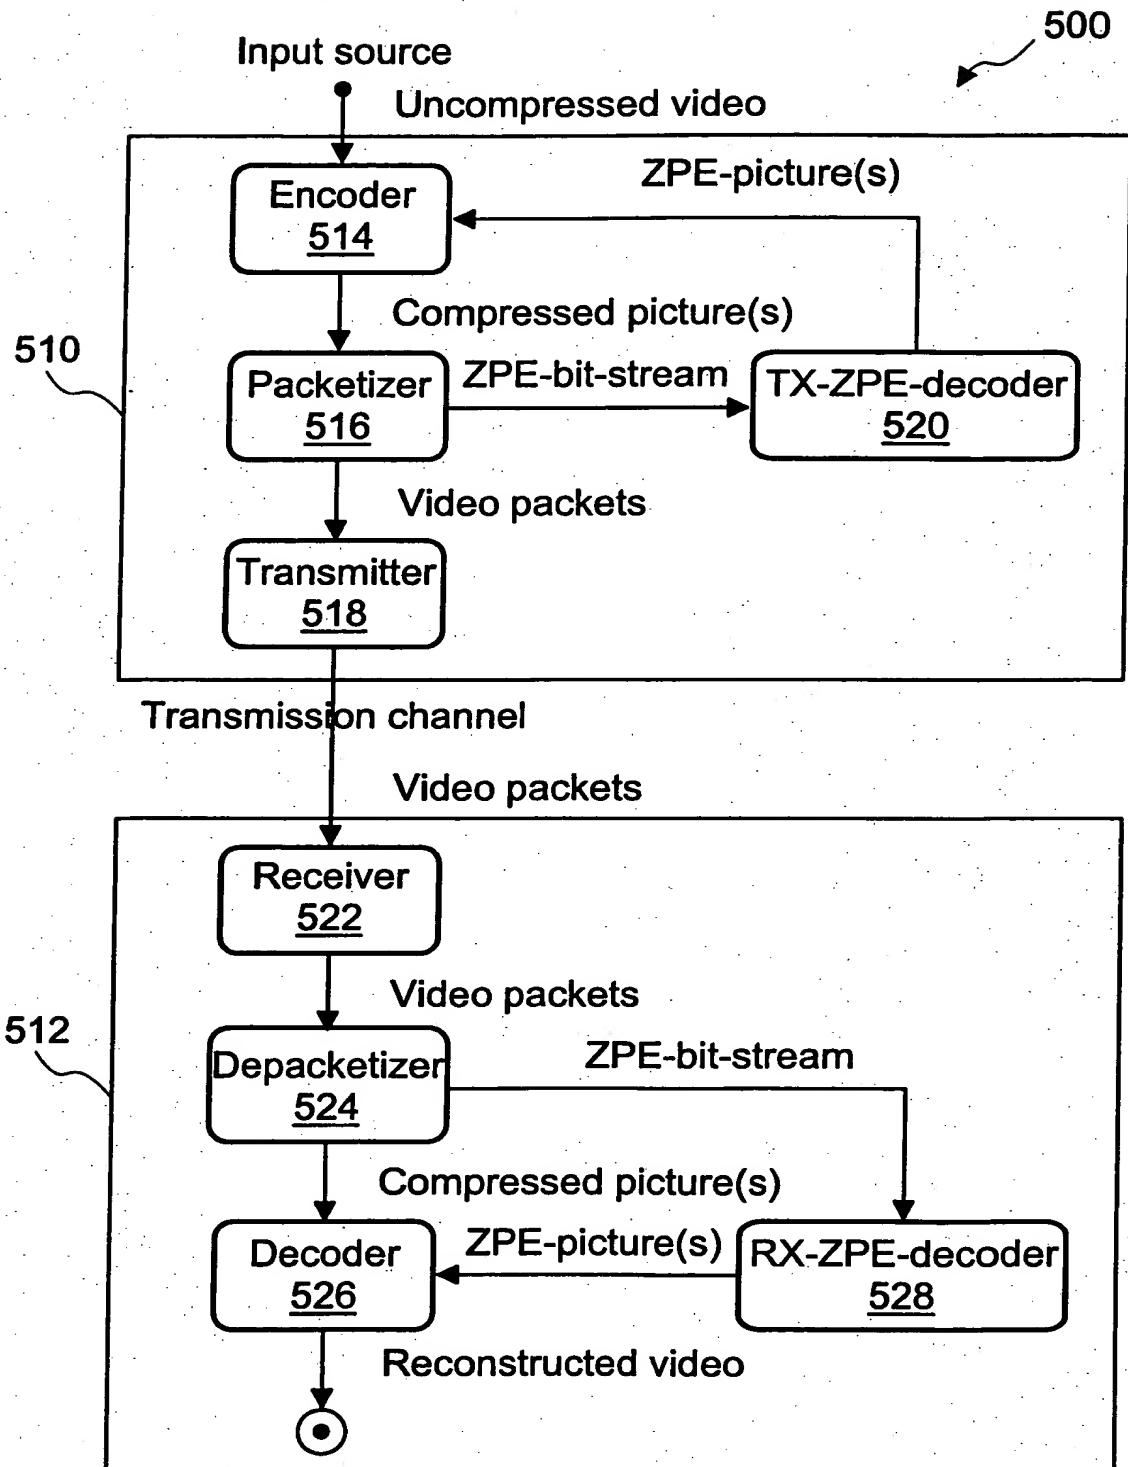 500
Input source
Uncompressed video
ZPE-picture(s)
Encoder
514
Compressed picture(s)
510
Packetizer
516
ZPE-bit-stream
TX-ZPE-decoder
520
Video packets
Transmitter
518
Transmission channel
Video packets
Receiver
522
Video packets
512
Depacketizer
524
ZPE-bit-stream
Compressed picture(s)
Decoder
526
ZPE-picture(s)
RX-ZPE-decoder
528
Reconstructed video